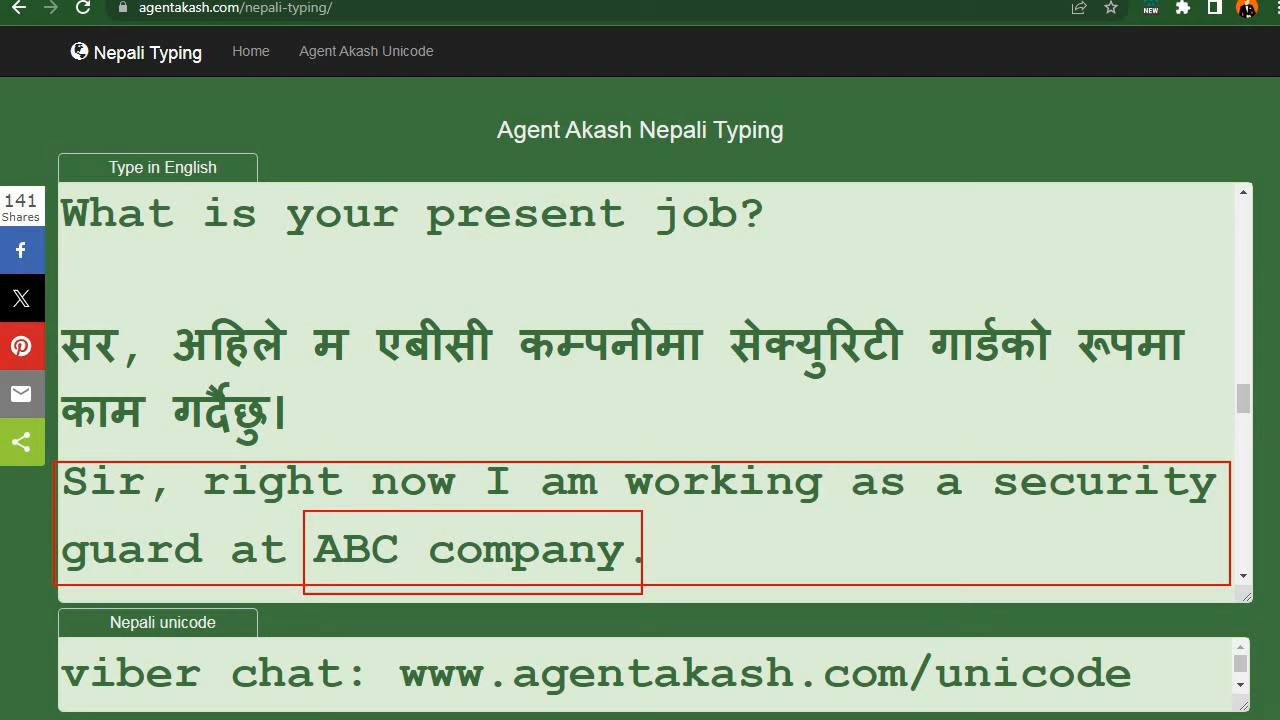 agentakash.com/nepali-typing/
NEW
Nepali Typing Home Agent Akash Unicode
Agent Akash Nepali Typing
Type in English
141
Shares
What is your present job?
सर, अहिले म एबीसी कम्पनीमा सेक्युरिटी गार्डको रूपमा
काम गर्दैछु।
Sir, right now I am working as a security
guard at ABC company.
Nepali unicode
viber chat: www.agentakash.com/unicode